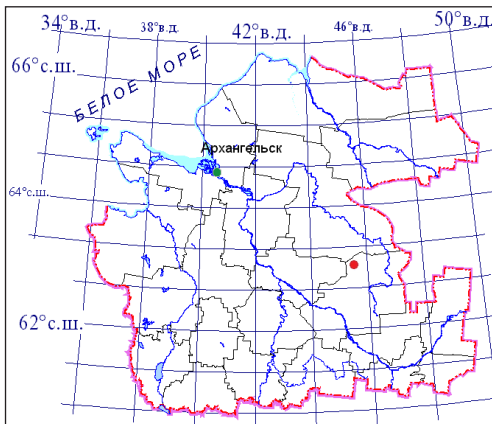 34°в.д.
38°в.д.
42°в.д.
46°в.д.
50°в.д.
66°с.ш.
БЕЛОЕ МОРЕ
Архангельск
64°с.ш.
62°с.ш.